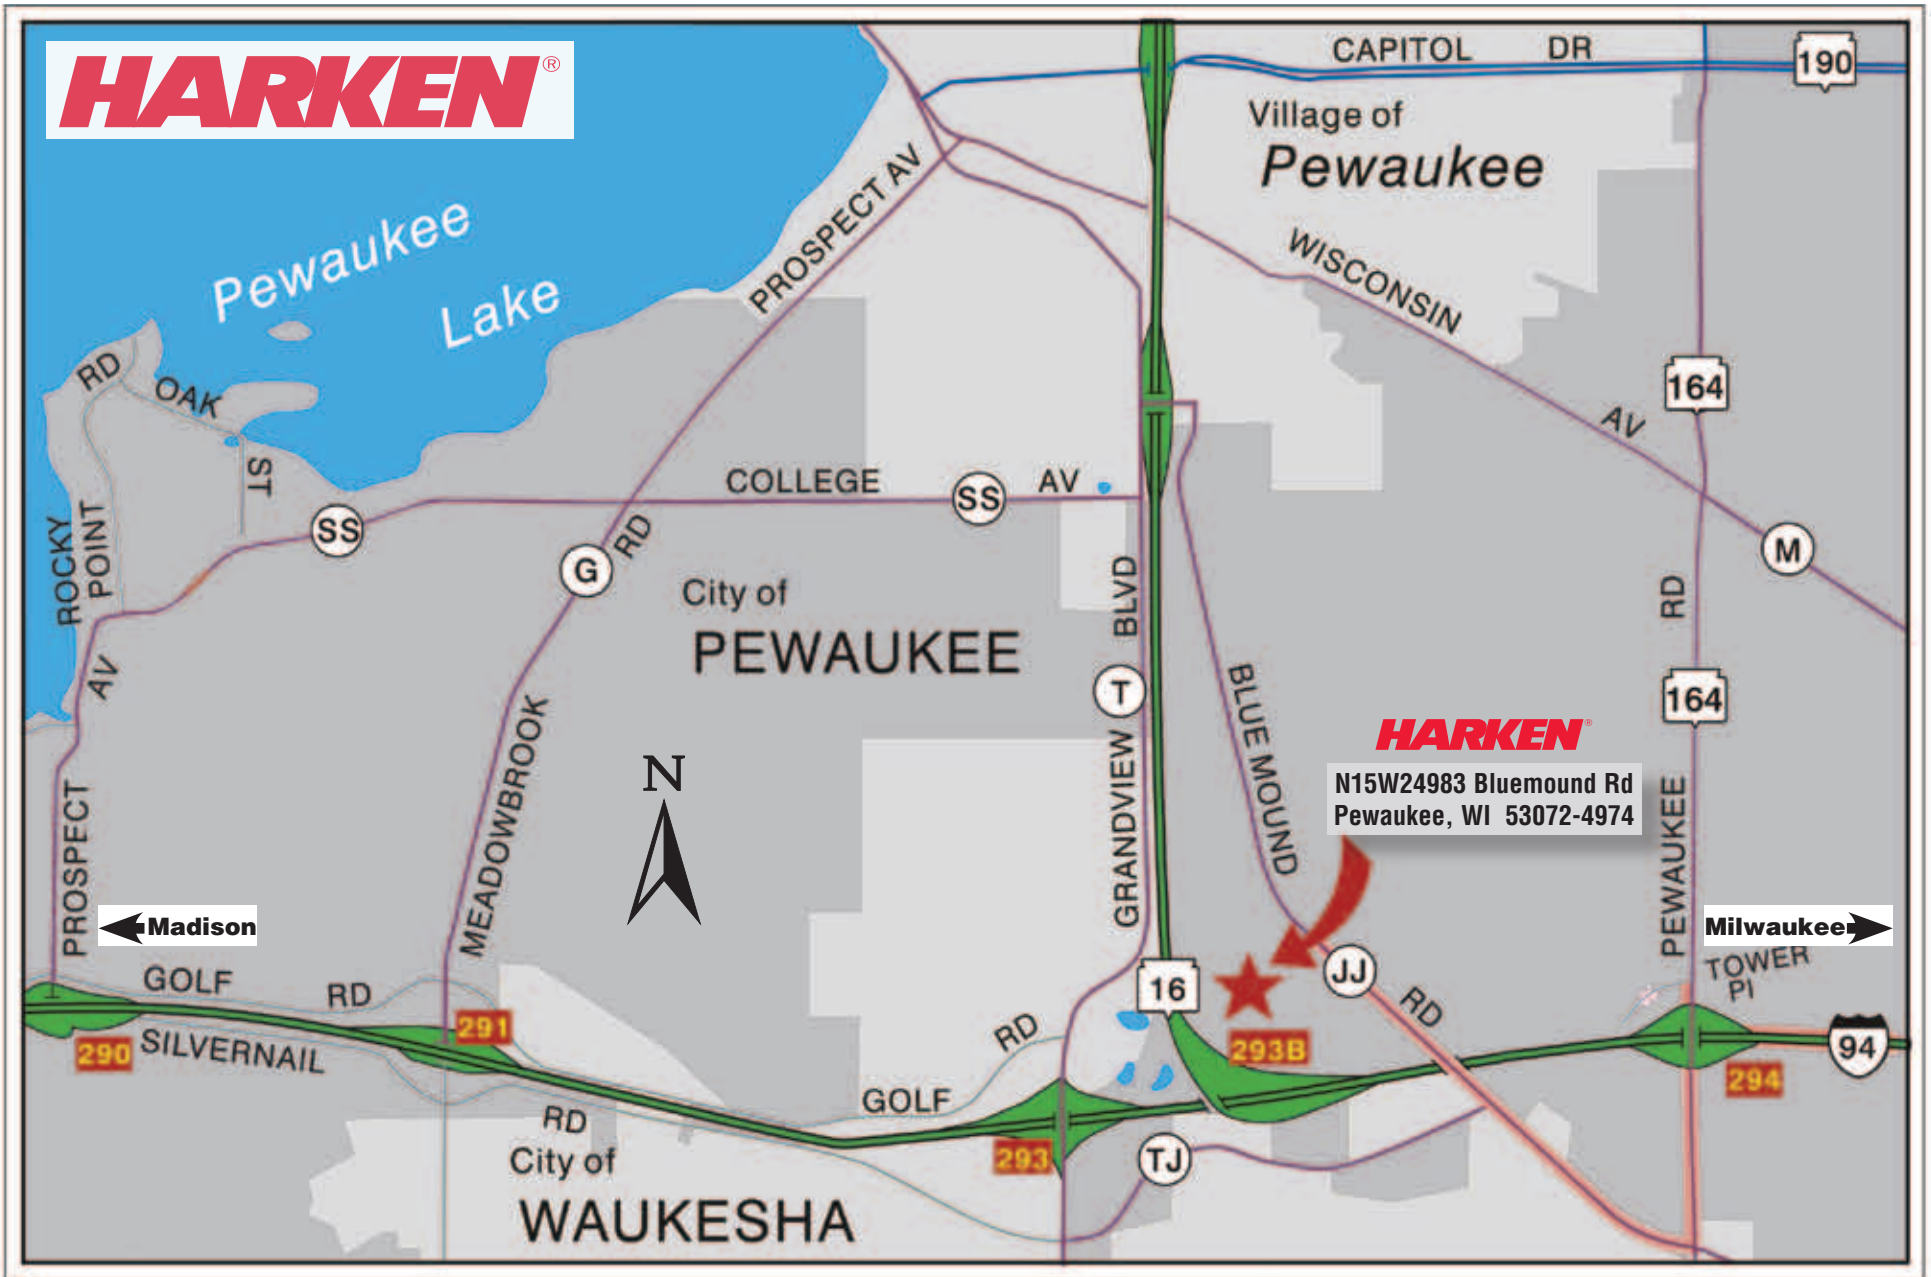 HARKEN®
CAPITOL DR
190
Village of
Pewaukee
PROSPECT AV
Pewaukee
Lake
WISCONSIN
AV
RD
OAK
ST
164
COLLEGE
SS
AV
SS
ROCKY
POINT
G
RD
M
City of
PEWAUKEE
BLVD
RD
AV
T
164
BLUE MOUND
HARKEN®
N15W24983 Bluemound Rd
Pewaukee, WI 53072-4974
MEADOWBROOK
N
GRANDVIEW
PROSPECT
PEWAUKEE
Madison
Milwaukee
TOWER
PI
GOLF RD
16
JJ
RD
291
RD
290
SILVERNAIL
293B
94
294
GOLF
RD
293
TJ
City of
WAUKESHA